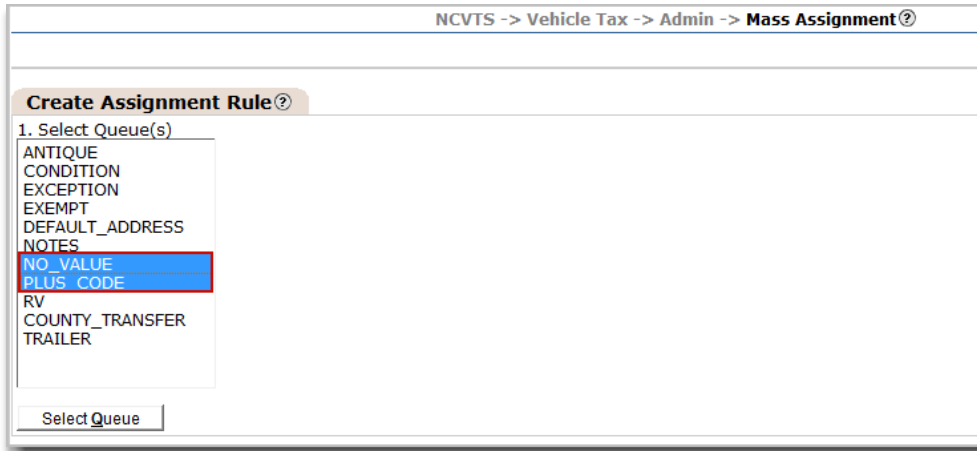 NCVTS -> Vehicle Tax -> Admin -> Mass Assignment?
Create Assignment Rule?
1. Select Queue(s)
ANTIQUE
CONDITION
EXCEPTION
EXEMPT
DEFAULT_ADDRESS
NOTES
NO_VALUE
PLUS_CODE
RV
COUNTY_TRANSFER
TRAILER
Select Queue